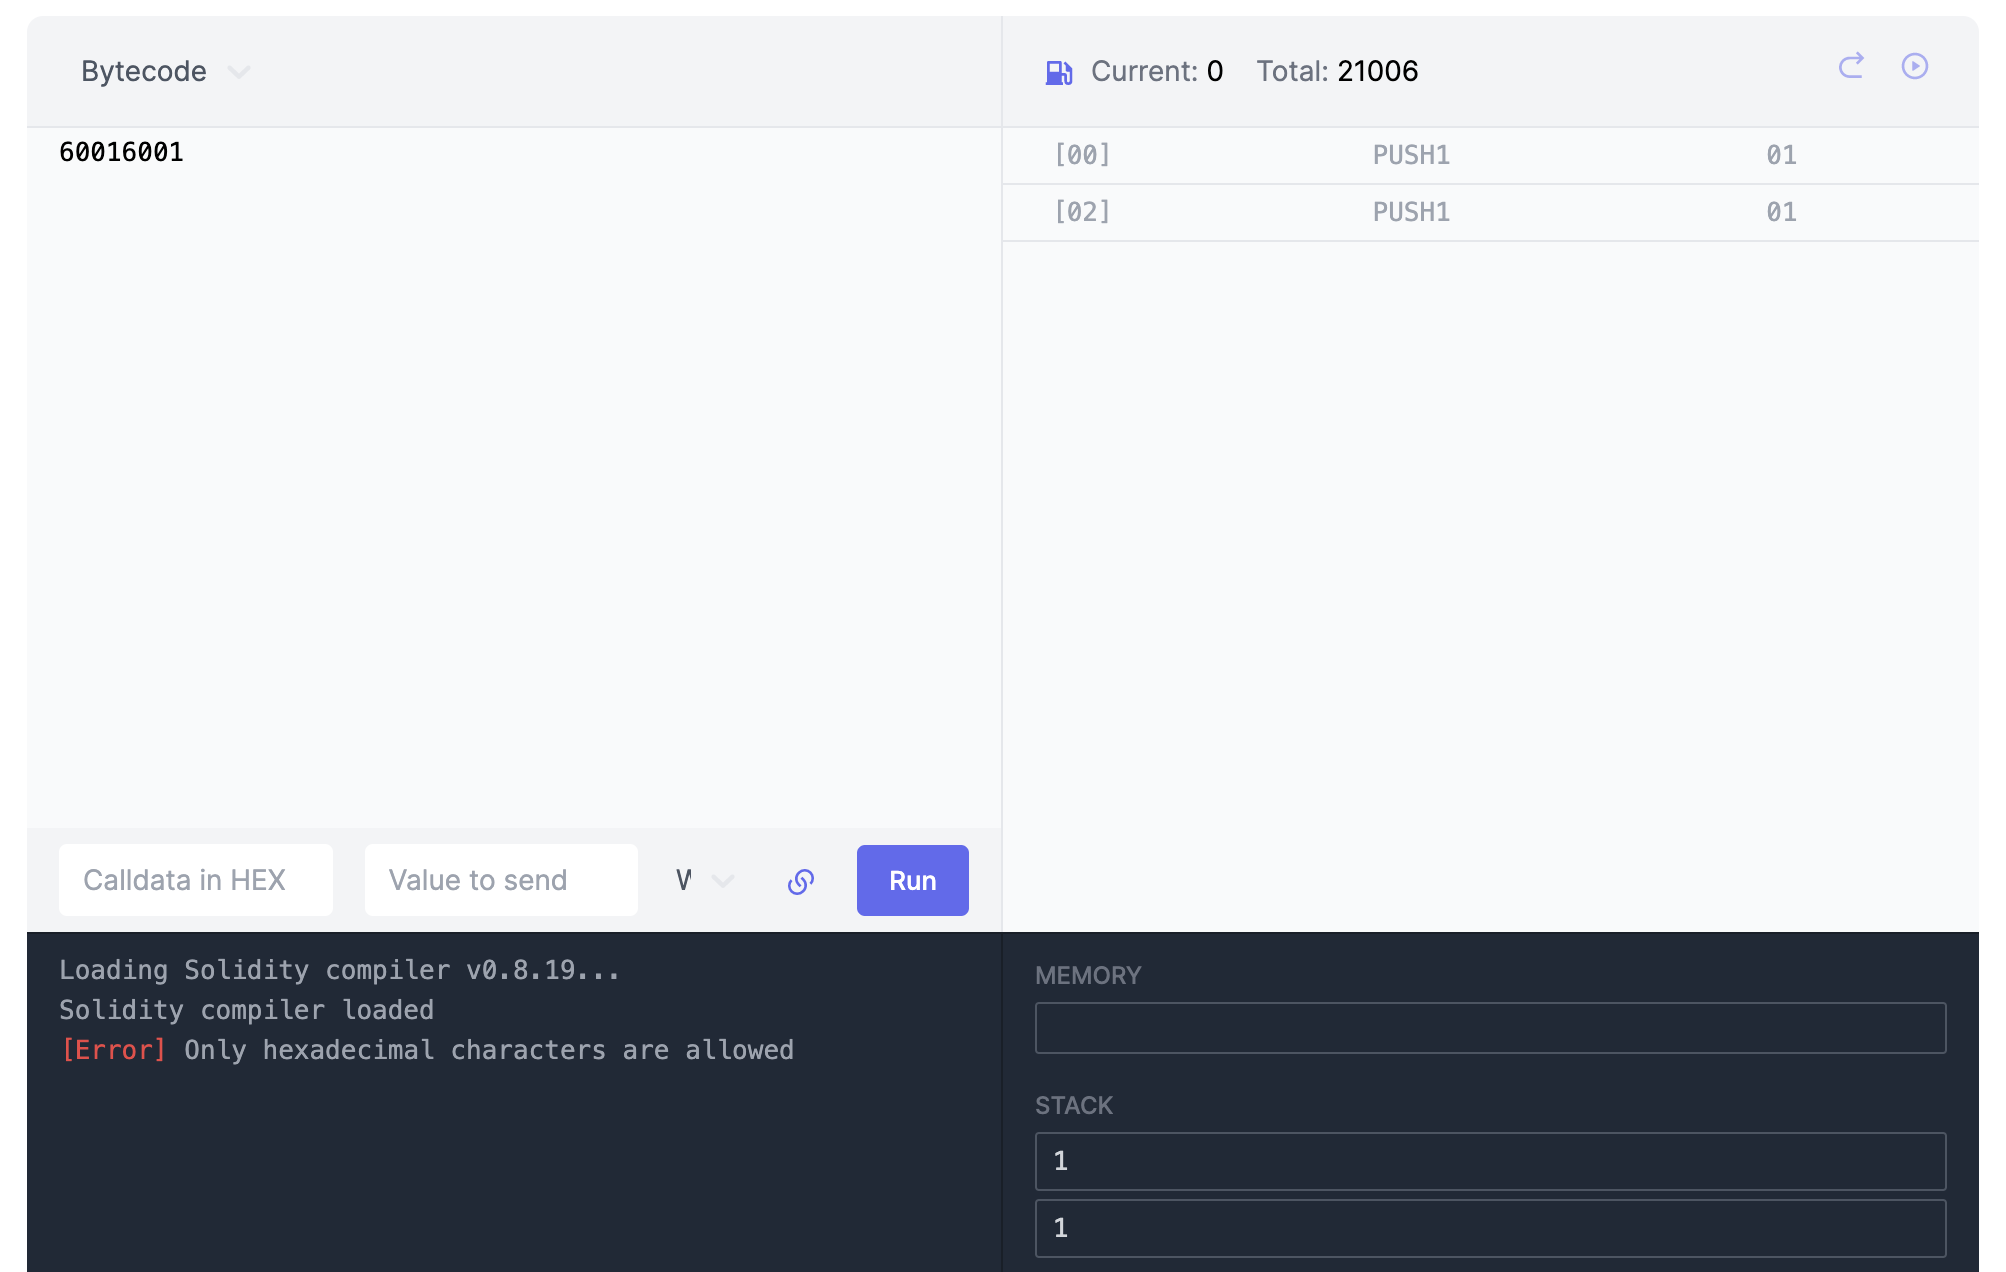 Bytecode
Current: 0 Total: 21006
60016001
[00] PUSH1 01
[02] PUSH1 01
Calldata in HEX
Value to send
Run
Loading Solidity compiler v0.8.19...
Solidity compiler loaded
[Error] Only hexadecimal characters are allowed
MEMORY
STACK
1
1